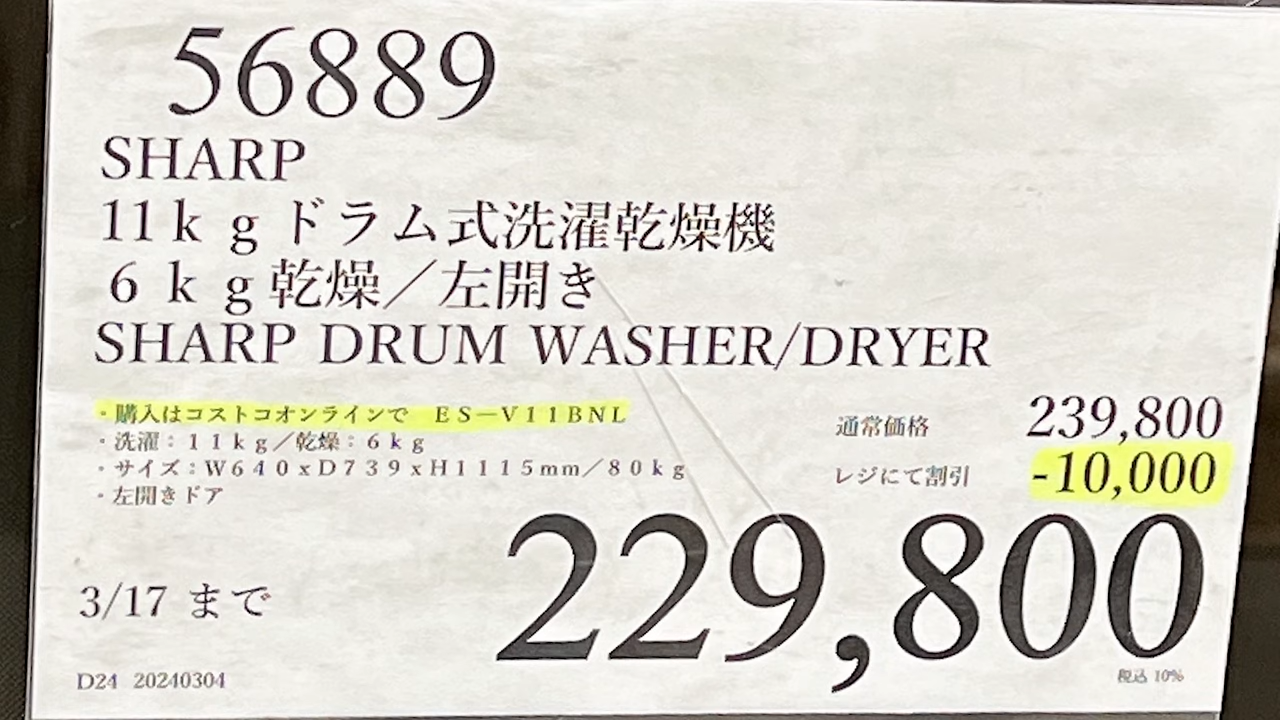 56889
SHARP
11kgドラム式洗濯乾燥機
6kg乾燥／左開き
SHARP DRUM WASHER/DRYER
・購入はコストコオンラインで　ES－V11BNL
・洗濯：11kg／乾燥：6kg
・サイズ：W640xD739xH1115mm／80kg
・左開きドア
通常価格 239,800
レジにて割引 -10,000
229,800
3/17 まで
税込 10%
D24 20240304